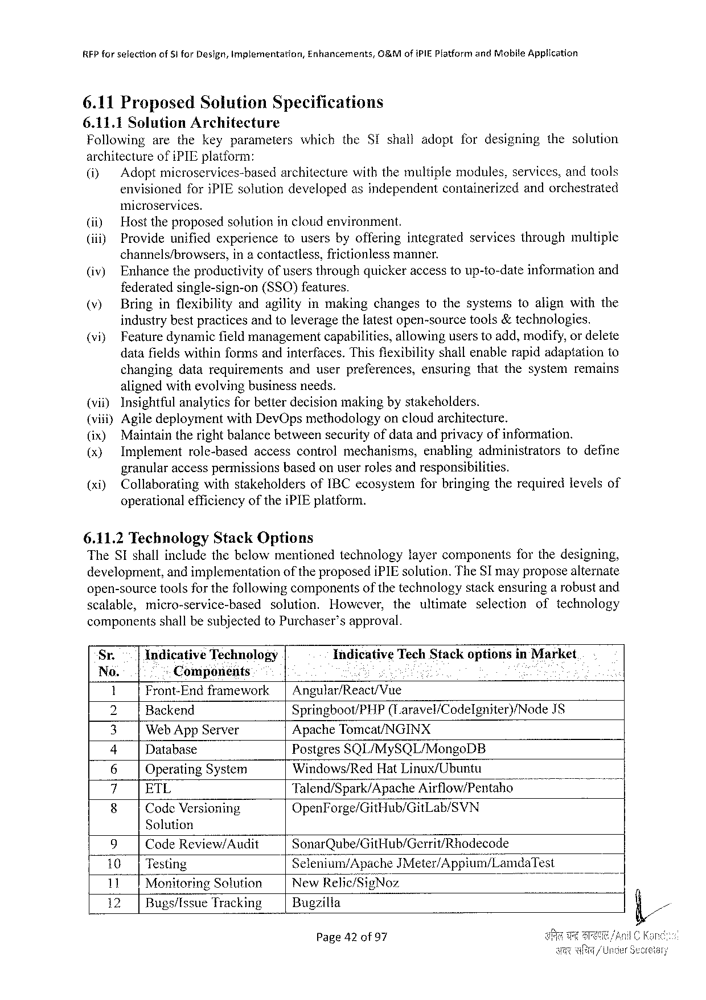 RFP for selection of SI for Design, Implementation, Enhancements, O&M of iPIE Platform and Mobile Application
6.11 Proposed Solution Specifications
6.11.1 Solution Architecture
Following are the key parameters which the SI shall adopt for designing the solution
architecture of iPIE platform:
(i) Adopt microservices-based architecture with the multiple modules, services, and tools
envisioned for iPIE solution developed as independent containerized and orchestrated
microservices.
(ii) Host the proposed solution in cloud environment.
(iii) Provide unified experience to users by offering integrated services through multiple
channels/browsers, in a contactless, frictionless manner.
(iv) Enhance the productivity of users through quicker access to up-to-date information and
federated single-sign-on (SSO) features.
(v) Bring in flexibility and agility in making changes to the systems to align with the
industry best practices and to leverage the latest open-source tools & technologies.
(vi) Feature dynamic field management capabilities, allowing users to add, modify, or delete
data fields within forms and interfaces. This flexibility shall enable rapid adaptation to
changing data requirements and user preferences, ensuring that the system remains
aligned with evolving business needs.
(vii) Insightful analytics for better decision making by stakeholders.
(viii) Agile deployment with DevOps methodology on cloud architecture.
(ix) Maintain the right balance between security of data and privacy of information.
(x) Implement role-based access control mechanisms, enabling administrators to define
granular access permissions based on user roles and responsibilities.
(xi) Collaborating with stakeholders of IBC ecosystem for bringing the required levels of
operational efficiency of the iPIE platform.
6.11.2 Technology Stack Options
The SI shall include the below mentioned technology layer components for the designing,
development, and implementation of the proposed iPIE solution. The SI may propose alternate
open-source tools for the following components of the technology stack ensuring a robust and
scalable, micro-service-based solution. However, the ultimate selection of technology
components shall be subjected to Purchaser's approval.
Sr. Indicative Technology Indicative Tech Stack options in Market
No. Components
1 Front-End framework Angular/React/Vue
2 Backend Springboot/PHP (Laravel/CodeIgniter)/Node JS
3 Web App Server Apache Tomcat/NGINX
4 Database Postgres SQL/MySQL/MongoDB
6 Operating System Windows/Red Hat Linux/Ubuntu
7 ETL Talend/Spark/Apache Airflow/Pentaho
8 Code Versioning OpenForge/GitHub/GitLab/SVN
Solution
9 Code Review/Audit SonarQube/GitHub/Gerrit/Rhodecode
10 Testing Selenium/Apache JMeter/Appium/LamdaTest
11 Monitoring Solution New Relic/SigNoz
12 Bugs/Issue Tracking Bugzilla
Page 42 of 97
अनिल चन्द्र काण्डपाल/Anil C Kandpal
अवर सचिव/Under Secretary